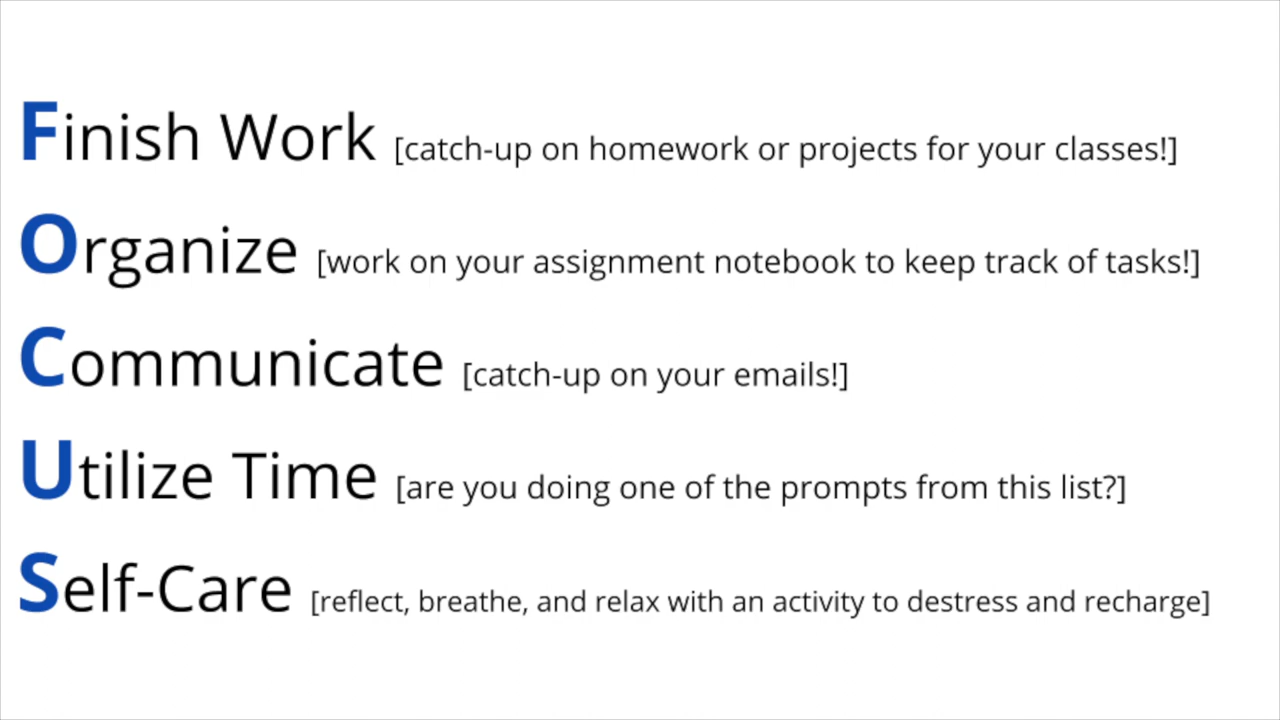 Finish Work [catch-up on homework or projects for your classes!]
Organize [work on your assignment notebook to keep track of tasks!]
Communicate [catch-up on your emails!]
Utilize Time [are you doing one of the prompts from this list?]
Self-Care [reflect, breathe, and relax with an activity to destress and recharge]